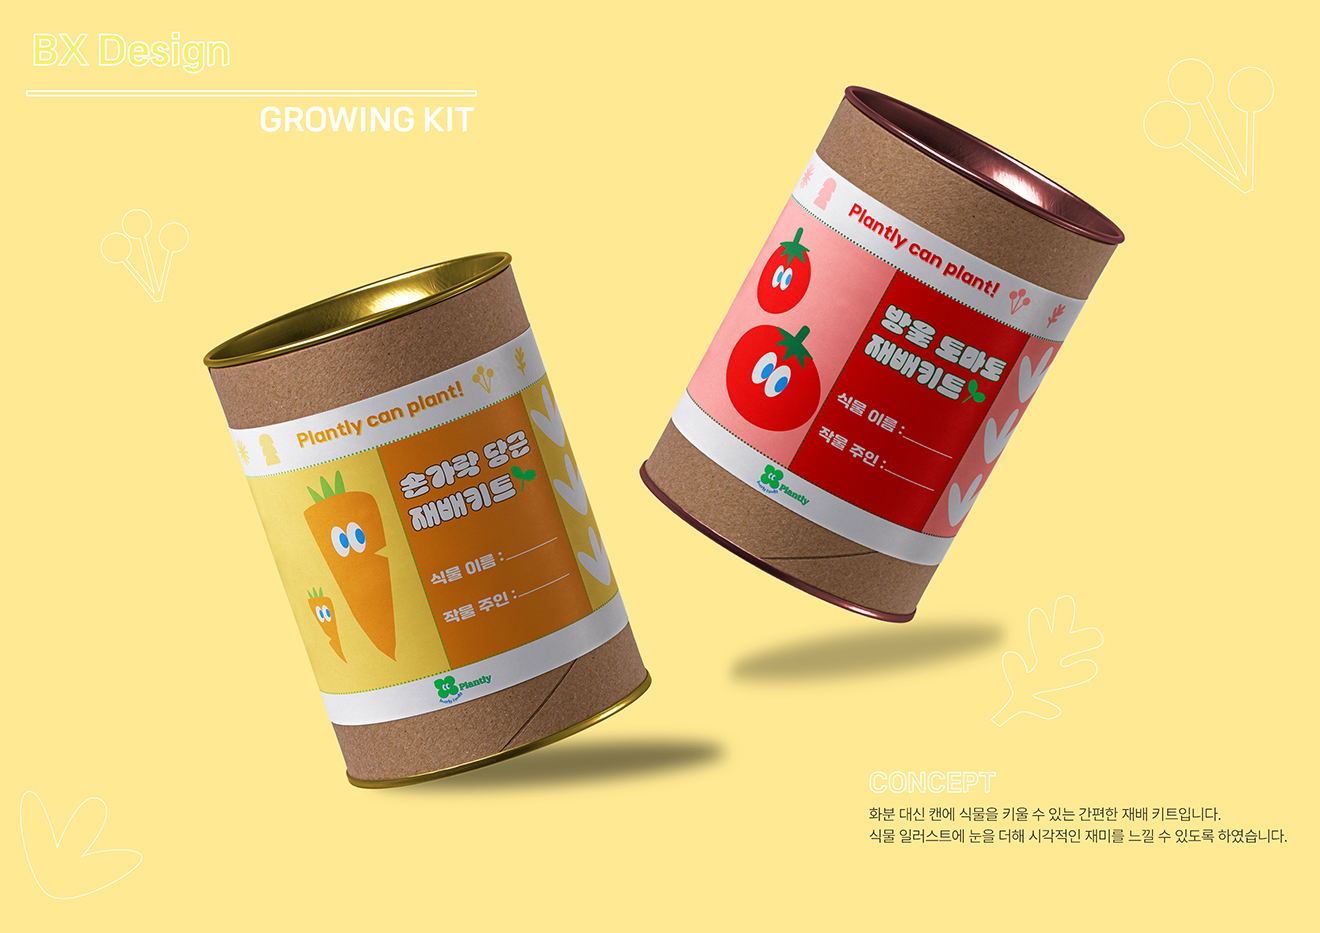 BX Design
GROWING KIT
Plantly can plant!
손가락 당근
재배키트
식물 이름 :
작물 주인 :
Plantly
Plantly can plant!
방울 토마토
재배키트
식물 이름 :
작물 주인 :
Plantly
CONCEPT
화분 대신 캔에 식물을 키울 수 있는 간편한 재배 키트입니다.
식물 일러스트에 눈을 더해 시각적인 재미를 느낄 수 있도록 하였습니다.